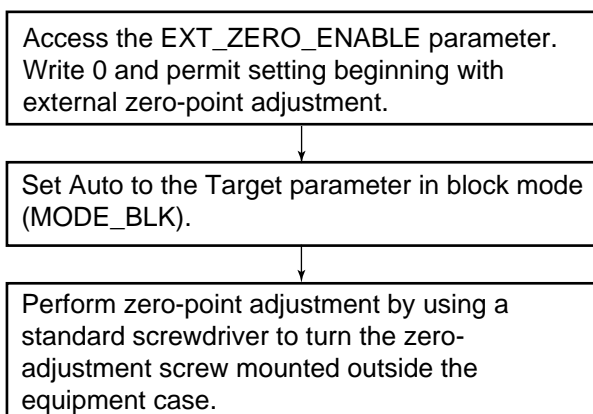 Access the EXT_ZERO_ENABLE parameter.
Write 0 and permit setting beginning with
external zero-point adjustment.
Set Auto to the Target parameter in block mode
(MODE_BLK).
Perform zero-point adjustment by using a
standard screwdriver to turn the zero-
adjustment screw mounted outside the
equipment case.